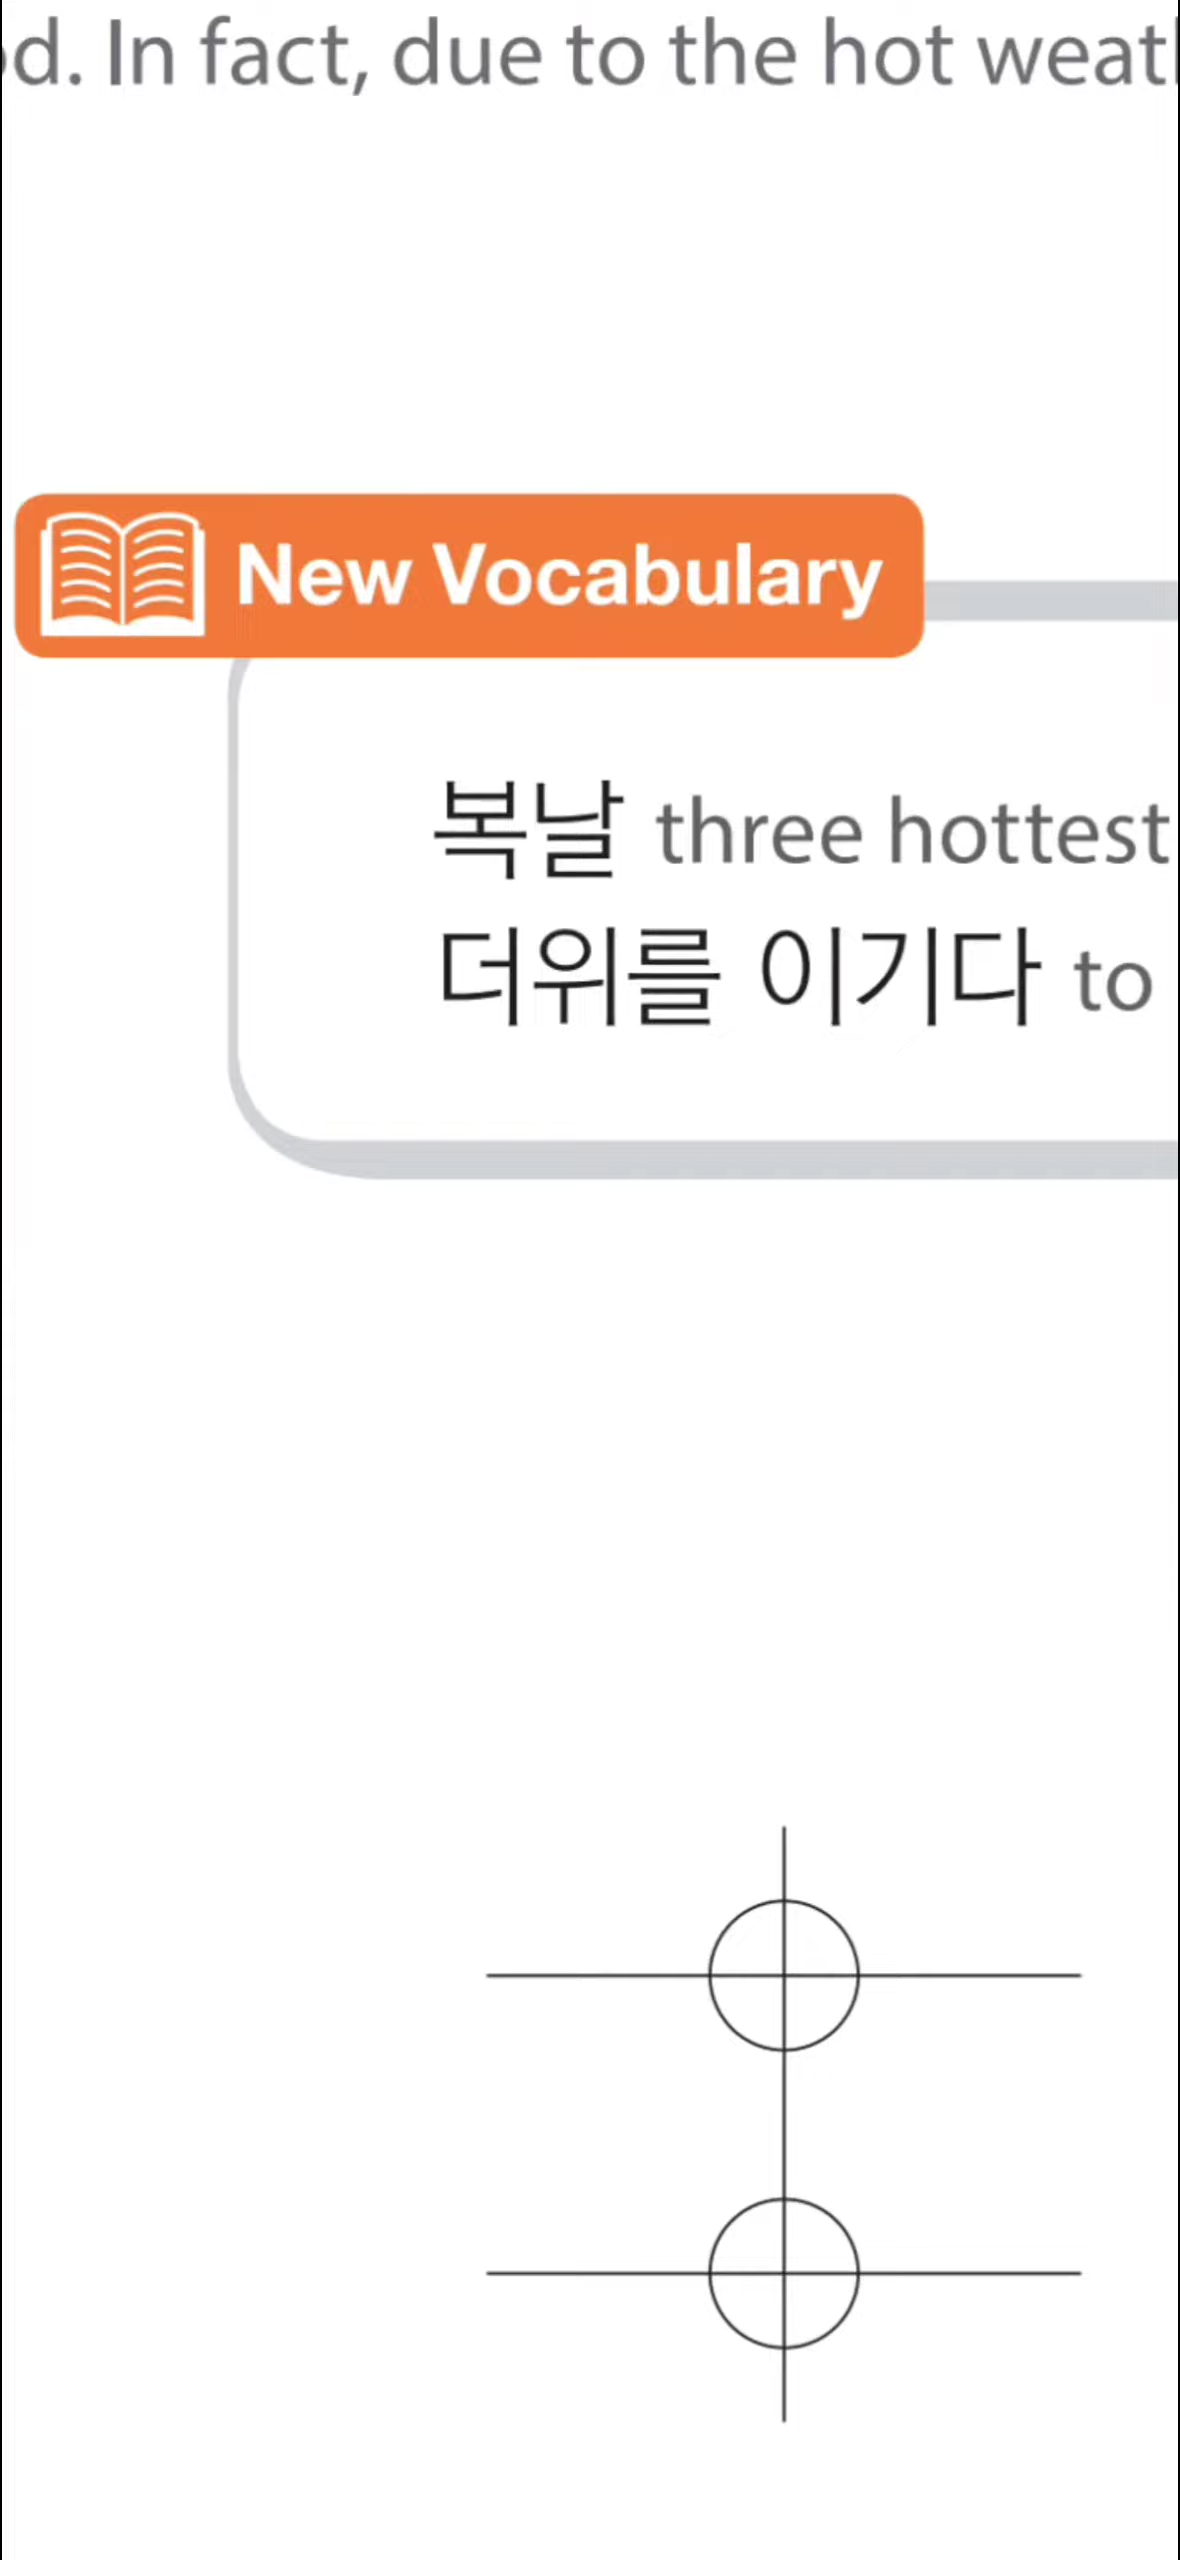 d. In fact, due to the hot
New Vocabulary
복날 three hottest
더위를 이기다 to